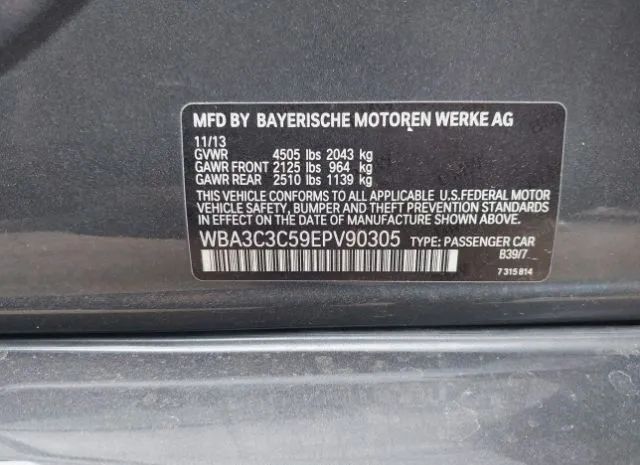 MFD BY BAYERISCHE MOTOREN WERKE AG
11/13
GVWR 4505 lbs 2043 kg
GAWR FRONT 2125 lbs 964 kg
GAWR REAR 2510 lbs 1139 kg
THIS VEHICLE CONFORMS TO ALL APPLICABLE U.S.FEDERAL MOTOR
VEHICLE SAFETY, BUMPER AND THEFT PREVENTION STANDARDS
IN EFFECT ON THE DATE OF MANUFACTURE SHOWN ABOVE.
WBA3C3C59EPV90305 TYPE: PASSENGER CAR
B39/7
7 315 814